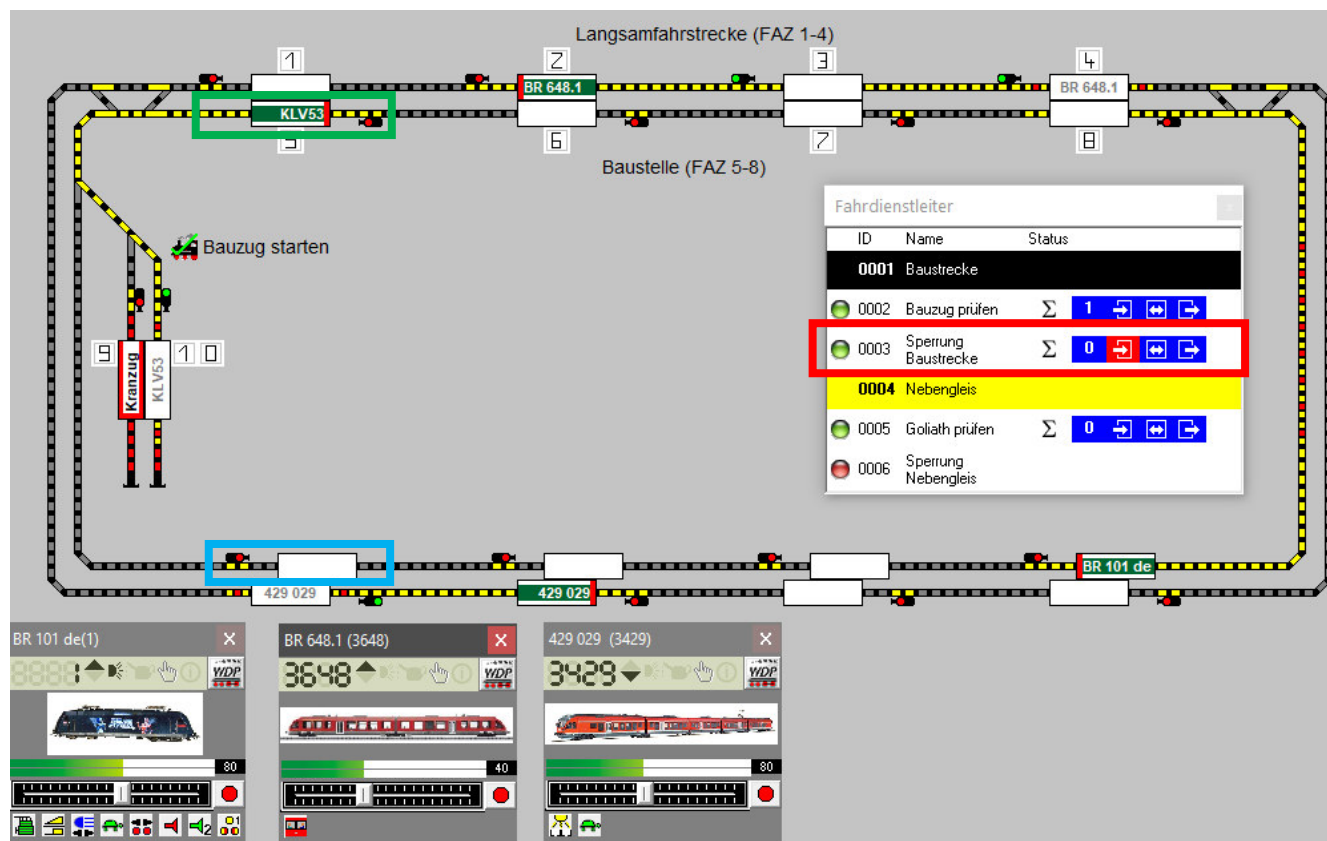 Langsamfahrstrecke (FAZ 1-4)
1 2 3 4
BR 648.1 BR 648.1
KLV53
5 6 7 8
Baustelle (FAZ 5-8)
Bauzug starten
9 10
Kranzug
KLV53
Fahrdienstleiter
ID Name Status
0001 Baustrecke
0002 Bauzug prüfen Σ 1
0003 Sperrung Baustrecke Σ 0
0004 Nebengleis
0005 Goliath prüfen Σ 0
0006 Sperrung Nebengleis
BR 101 de
429 029 429 029
BR 101 de(1)
1 WDP
80
BR 648.1 (3648)
3648 WDP
40
429 029 (3429)
3429 WDP
80